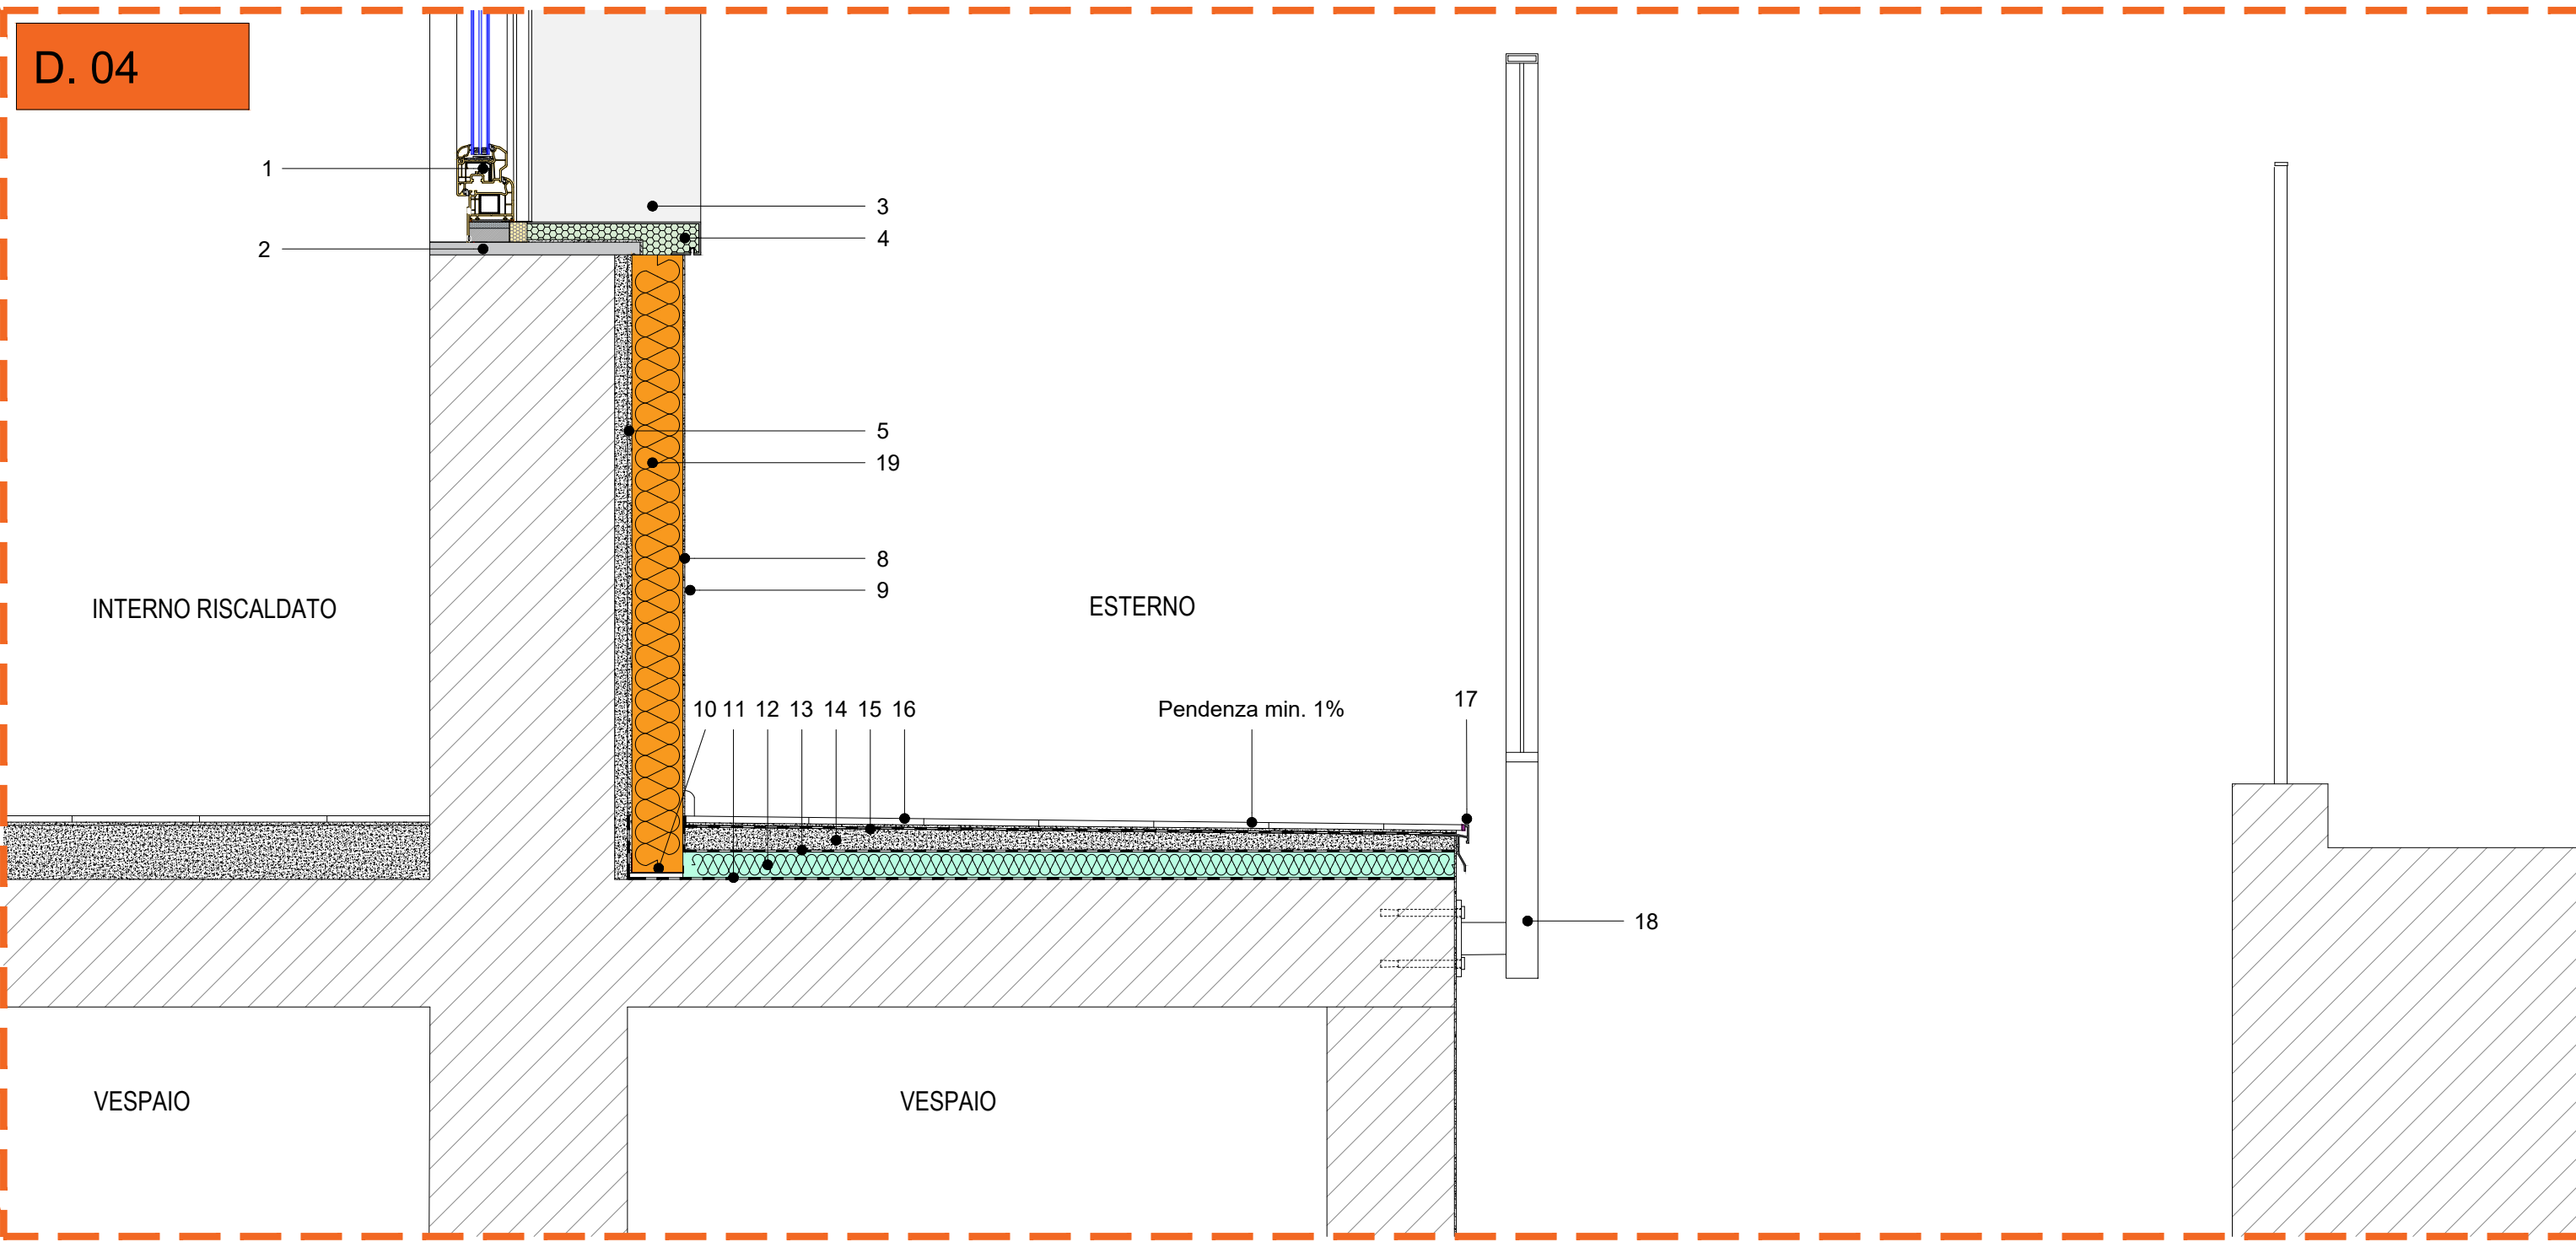 D. 04
1
2
3
4
5
19
8
9
INTERNO RISCALDATO
ESTERNO
10 11 12 13 14 15 16
Pendenza min. 1%
17
18
VESPAIO
VESPAIO